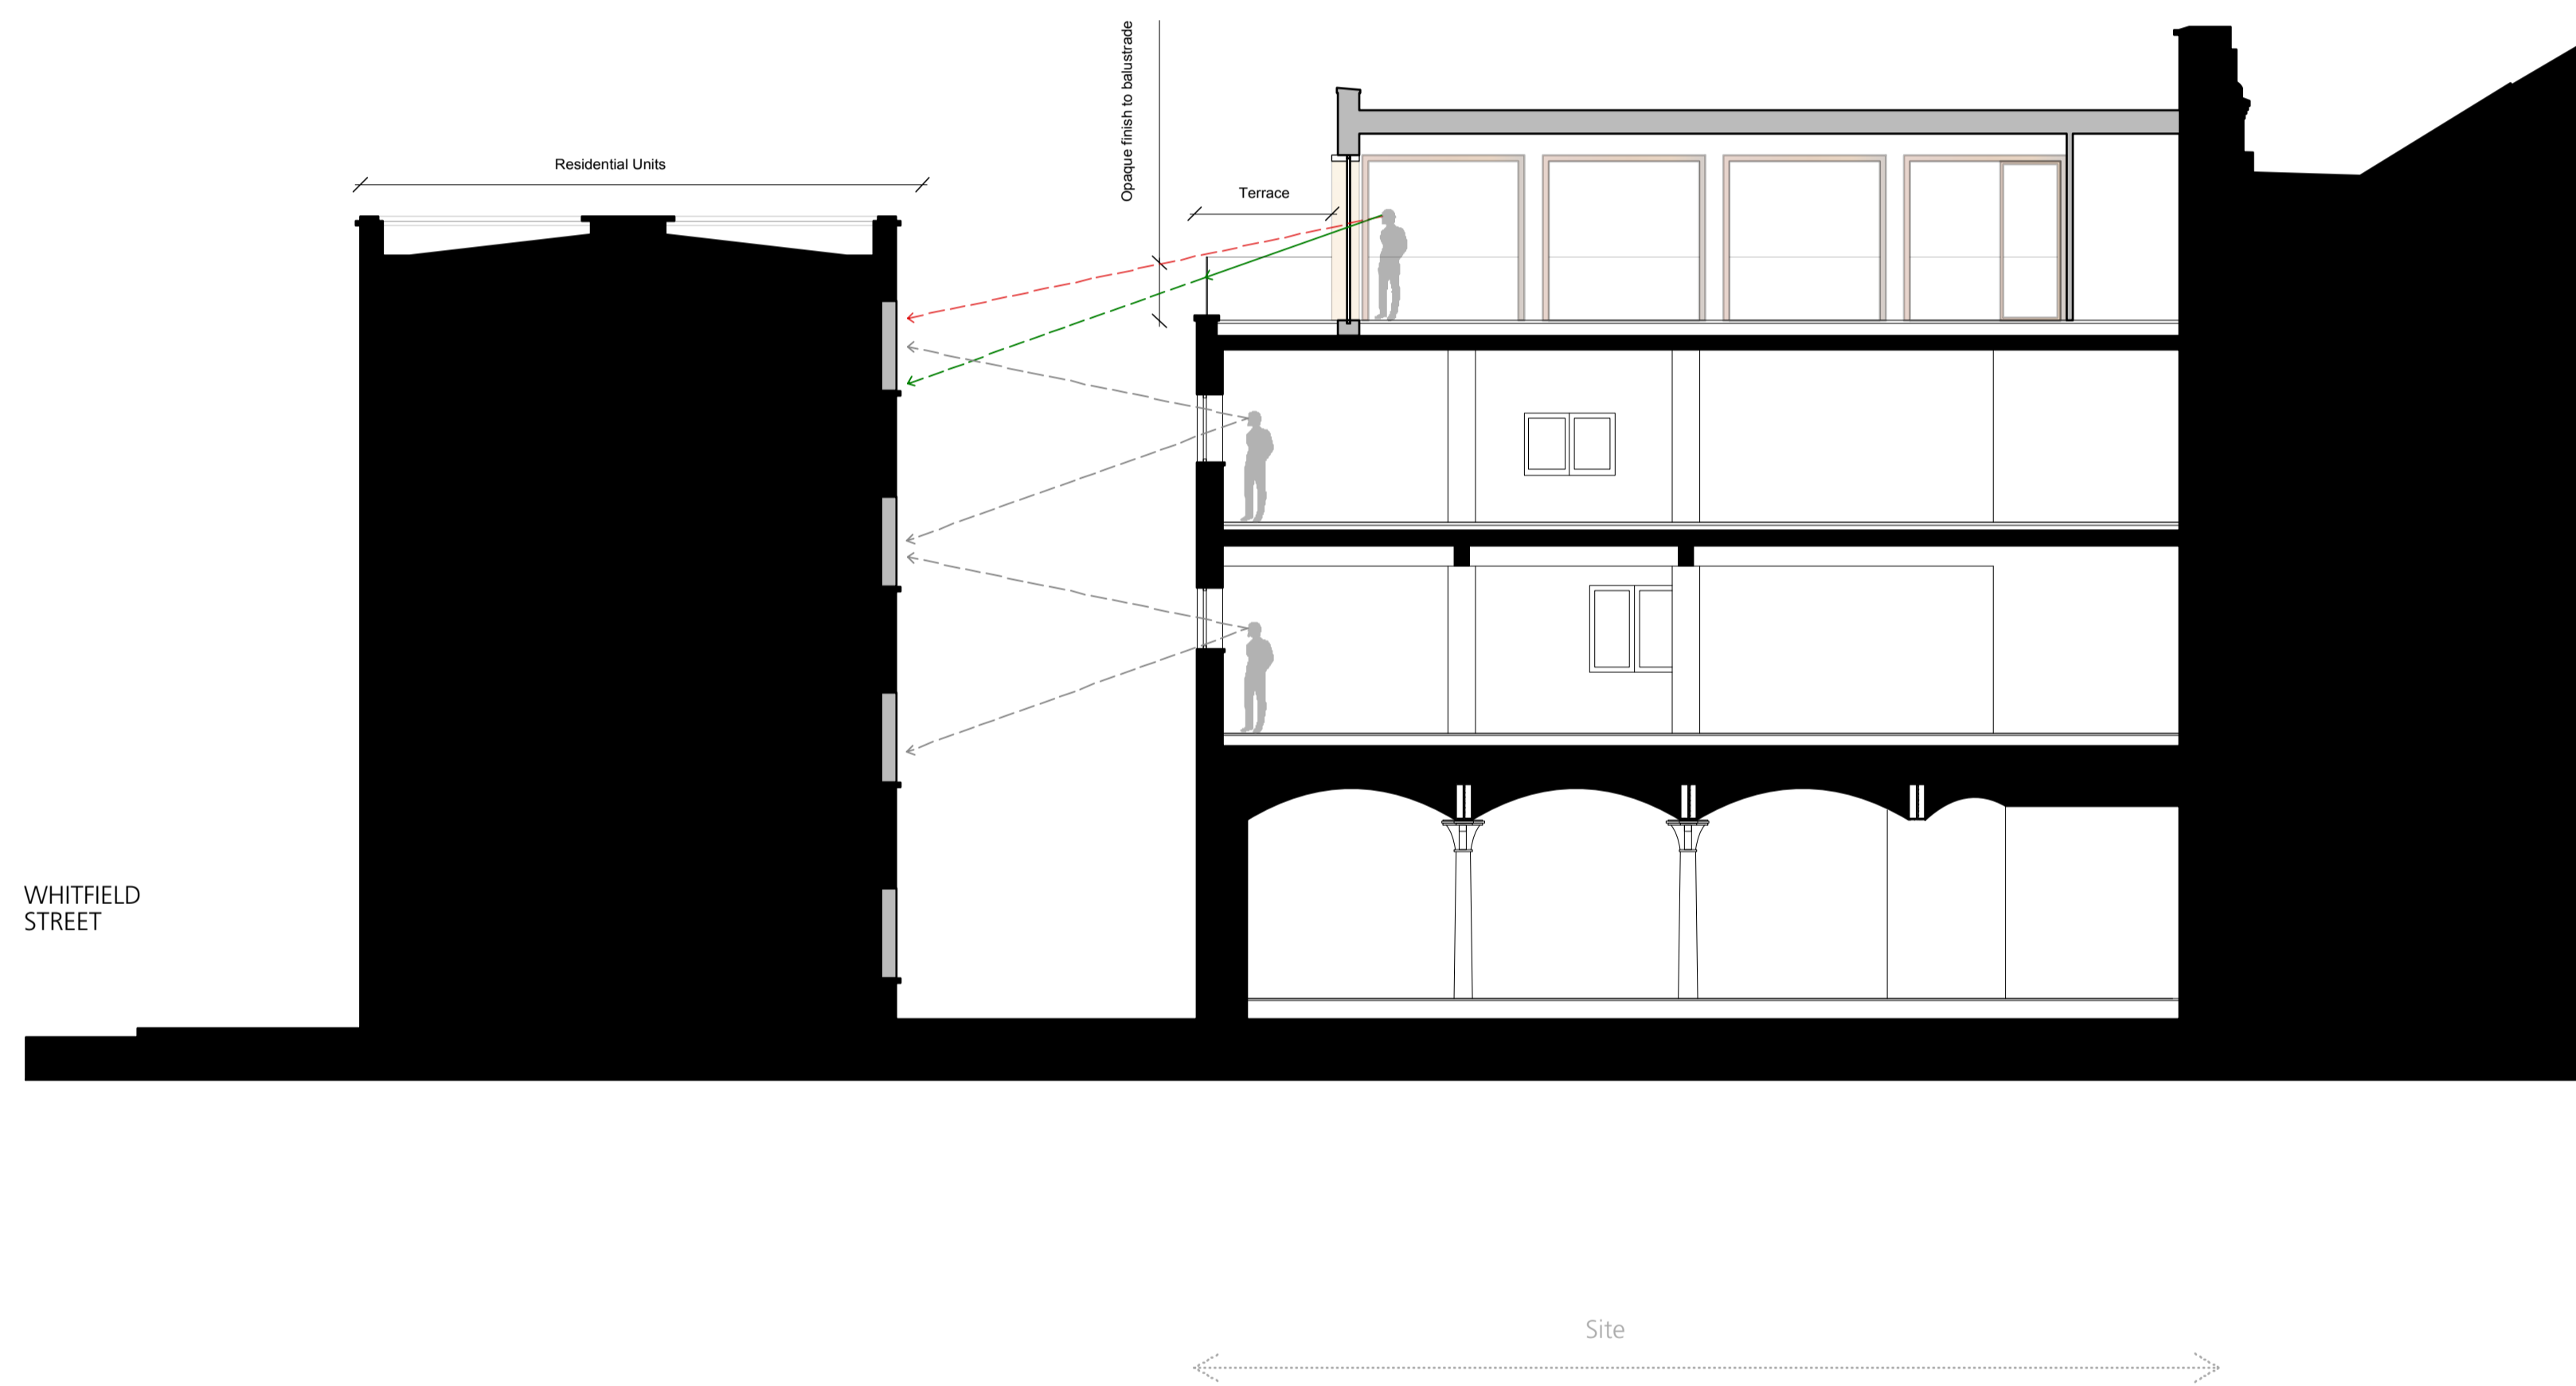 Opaque finish to balustrade
Residential Units
Terrace
WHITFIELD
STREET
Site